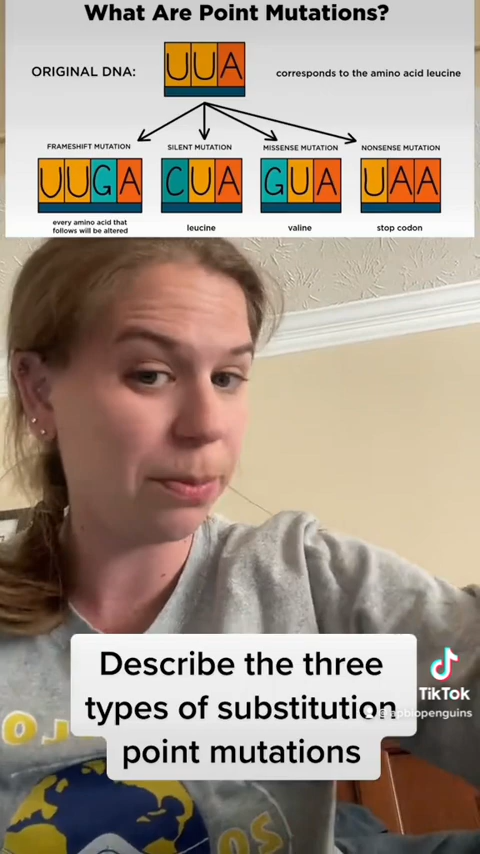 What Are Point Mutations?
ORIGINAL DNA:
UUA
corresponds to the amino acid leucine
FRAMESHIFT MUTATION
SILENT MUTATION
MISSENSE MUTATION
NONSENSE MUTATION
UUGA
CUA
GUA
UAA
every amino acid that
follows will be altered
leucine
valine
stop codon
Describe the three
types of substitution
point mutations
TikTok
@apbiopenguins